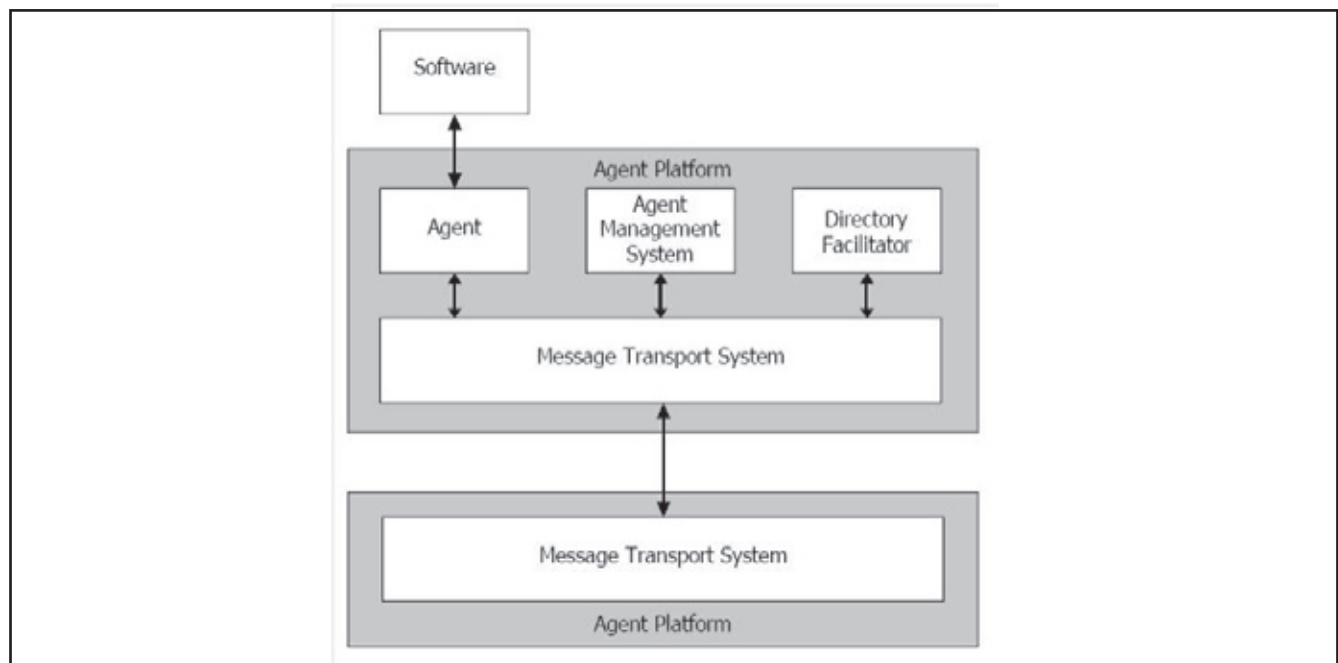 Software
Agent Platform
Agent
Agent
Management
System
Directory
Facilitator
Message Transport System
Message Transport System
Agent Platform